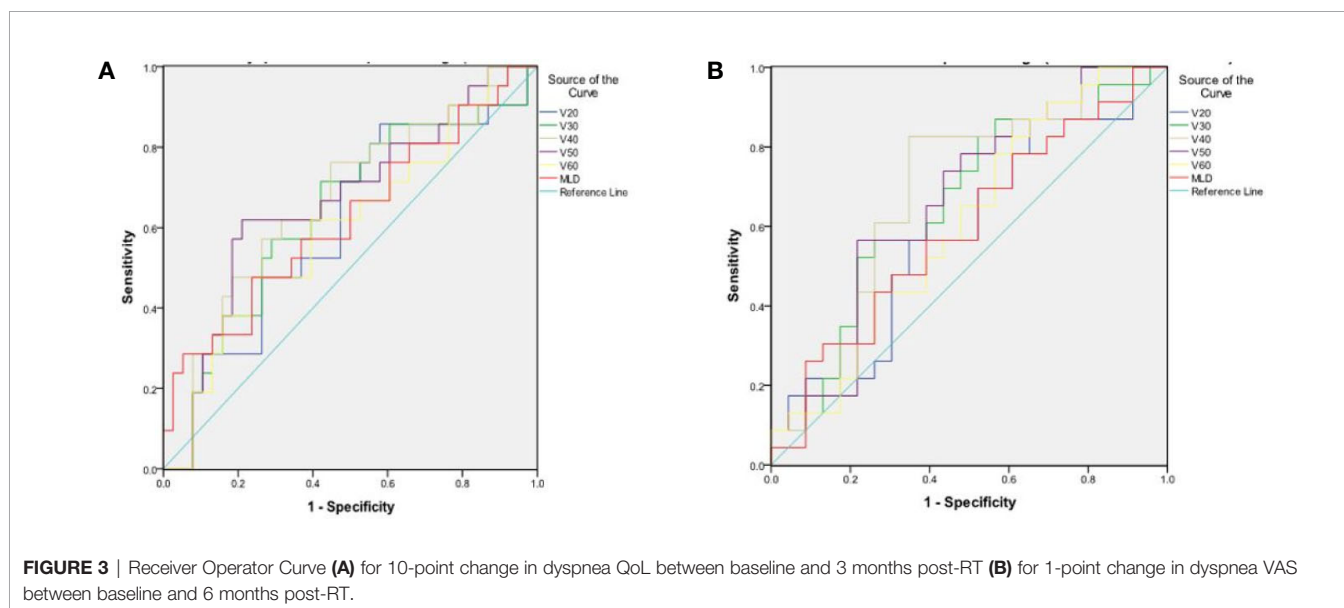 A
Source of the
Curve
V20
V30
V40
V50
V60
MLD
Reference Line
1.0
0.8
0.6
0.4
0.2
0.0
Sensitivity
0.0 0.2 0.4 0.6 0.8 1.0
1 - Specificity
B
Source of the
Curve
V20
V30
V40
V50
V60
MLD
Reference Line
1.0
0.8
0.6
0.4
0.2
0.0
Sensitivity
0.0 0.2 0.4 0.6 0.8 1.0
1 - Specificity
FIGURE 3 | Receiver Operator Curve (A) for 10-point change in dyspnea QoL between baseline and 3 months post-RT (B) for 1-point change in dyspnea VAS
between baseline and 6 months post-RT.